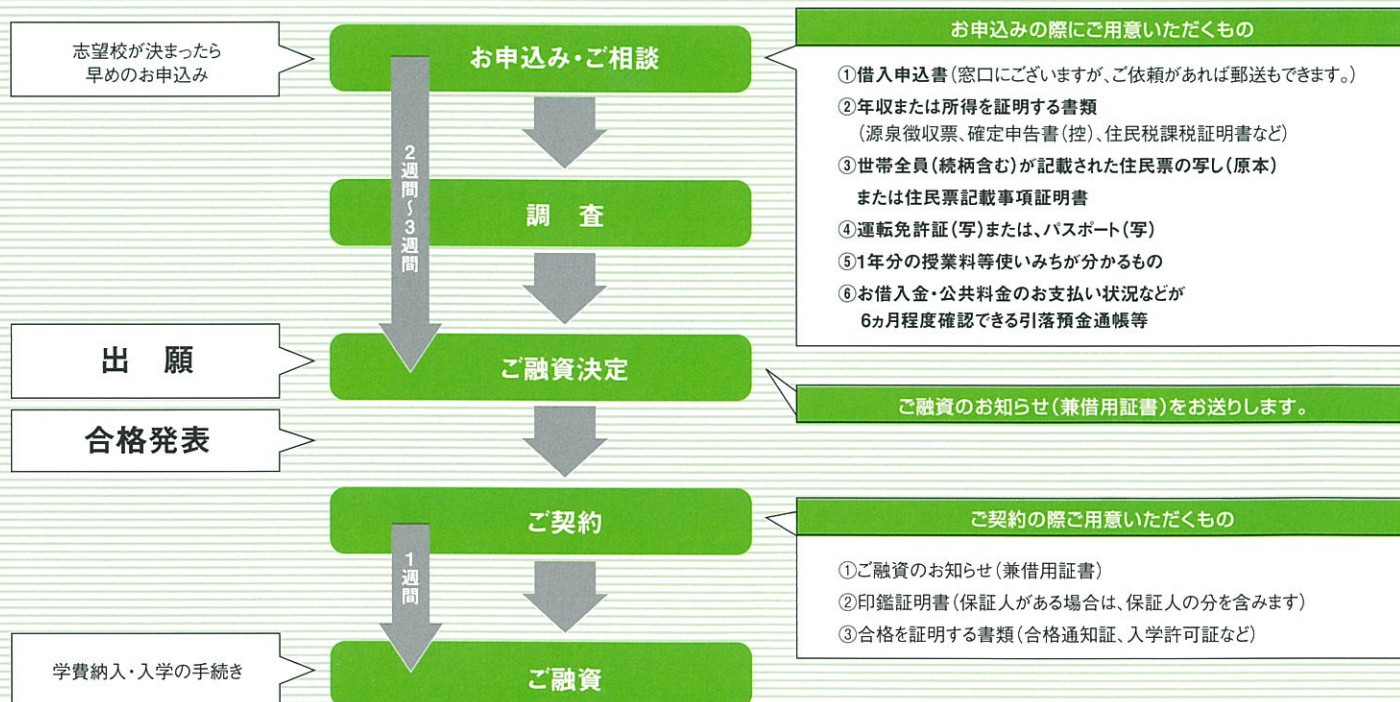 志望校が決まったら
早めのお申込み
お申込み・ご相談
お申込みの際にご用意いただくもの
①借入申込書(窓口にございますが、ご依頼があれば郵送もできます。)
②年収または所得を証明する書類
(源泉徴収票、確定申告書(控)、住民税課税証明書など)
③世帯全員(続柄含む)が記載された住民票の写し(原本)
または住民票記載事項証明書
④運転免許証(写)または、パスポート(写)
⑤1年分の授業料等使いみちが分かるもの
⑥お借入金・公共料金のお支払い状況などが
6ヵ月程度確認できる引落預金通帳等
2週間〜3週間
調 査
出 願
ご融資決定
ご融資のお知らせ(兼借用証書)をお送りします。
合格発表
ご契約
ご契約の際ご用意いただくもの
①ご融資のお知らせ(兼借用証書)
②印鑑証明書(保証人がある場合は、保証人の分を含みます)
③合格を証明する書類(合格通知証、入学許可証など)
1週間
学費納入・入学の手続き
ご融資